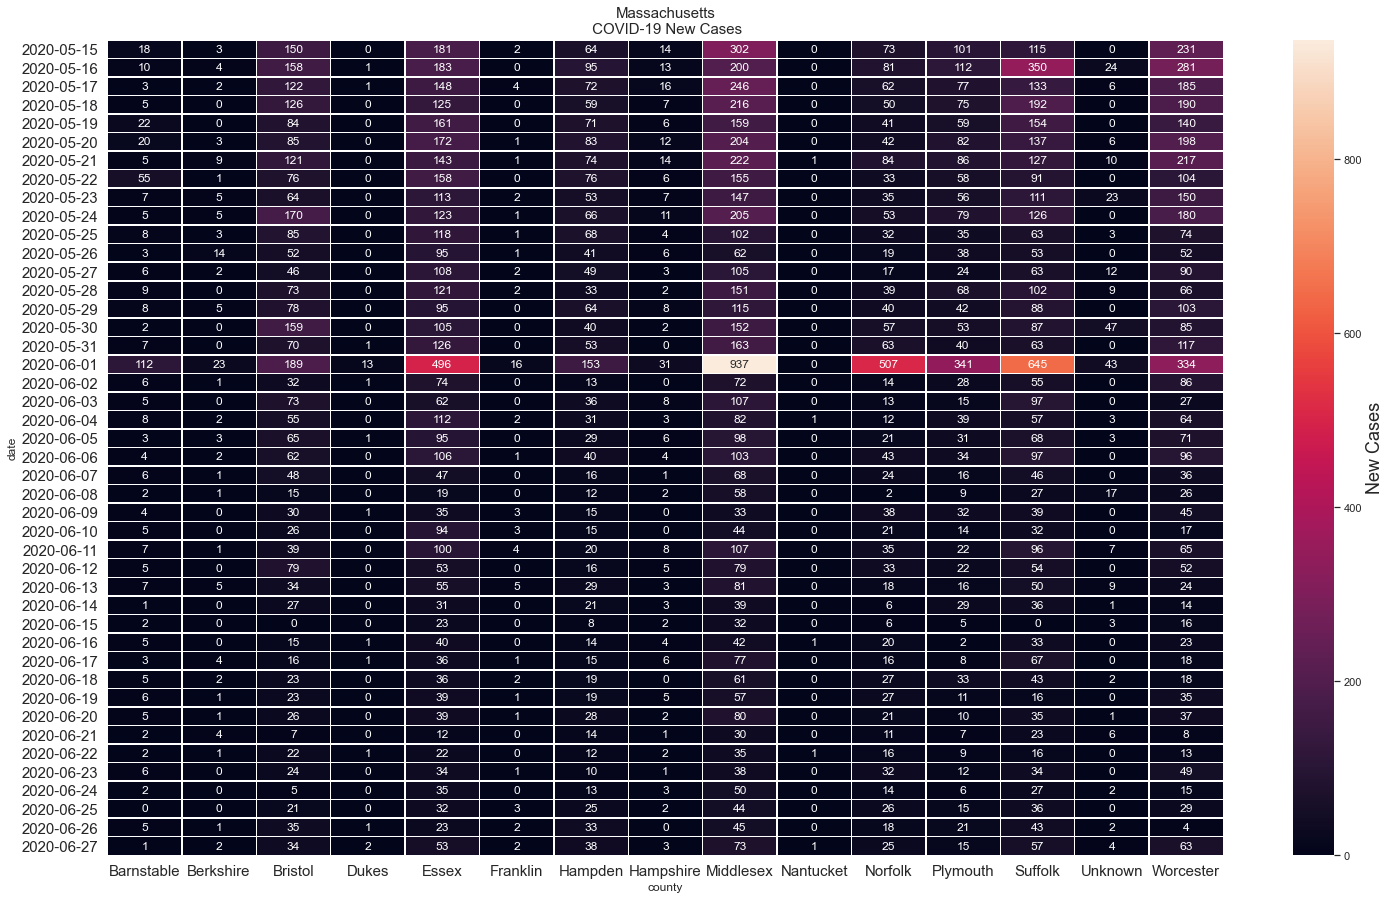 Massachusetts
COVID-19 New Cases
2020-05-15 18 3 150 0 181 2 64 14 302 0 73 101 115 0 231
2020-05-16 10 4 158 1 183 0 95 13 200 0 81 112 350 24 281
2020-05-17 3 2 122 1 148 4 72 16 246 0 62 77 133 6 185
2020-05-18 5 0 126 0 125 0 59 7 216 0 50 75 192 0 190
2020-05-19 22 0 84 0 161 0 71 6 159 0 41 59 154 0 140
2020-05-20 20 3 85 0 172 1 83 12 204 0 42 82 137 6 198
2020-05-21 5 9 121 0 143 1 74 14 222 1 84 86 127 10 217
2020-05-22 55 1 76 0 158 0 76 6 155 0 33 58 91 0 104
2020-05-23 7 5 64 0 113 2 53 7 147 0 35 56 111 23 150
2020-05-24 5 5 170 0 123 1 66 11 205 0 53 79 126 0 180
2020-05-25 8 3 85 0 118 1 68 4 102 0 32 35 63 3 74
2020-05-26 3 14 52 0 95 1 41 6 62 0 19 38 53 0 52
2020-05-27 6 2 46 0 108 2 49 3 105 0 17 24 63 12 90
2020-05-28 9 0 73 0 121 2 33 2 151 0 39 68 102 9 66
2020-05-29 8 5 78 0 95 0 64 8 115 0 40 42 88 0 103
2020-05-30 2 0 159 0 105 0 40 2 152 0 57 53 87 47 85
2020-05-31 7 0 70 1 126 0 53 0 163 0 63 40 63 0 117
2020-06-01 112 23 189 13 496 16 153 31 937 0 507 341 645 43 334
2020-06-02 6 1 32 1 74 0 13 0 72 0 14 28 55 0 86
2020-06-03 5 0 73 0 62 0 36 8 107 0 13 15 97 0 27
2020-06-04 8 2 55 0 112 2 31 3 82 1 12 39 57 3 64
2020-06-05 3 3 65 1 95 0 29 6 98 0 21 31 68 3 71
2020-06-06 4 2 62 0 106 1 40 4 103 0 43 34 97 0 96
2020-06-07 6 1 48 0 47 0 16 1 68 0 24 16 46 0 36
2020-06-08 2 1 15 0 19 0 12 2 58 0 2 9 27 17 26
2020-06-09 4 0 30 1 35 3 15 0 33 0 38 32 39 0 45
2020-06-10 5 0 26 0 94 3 15 0 44 0 21 14 32 0 17
2020-06-11 7 1 39 0 100 4 20 8 107 0 35 22 96 7 65
2020-06-12 5 0 79 0 53 0 16 5 79 0 33 22 54 0 52
2020-06-13 7 5 34 0 55 5 29 3 81 0 18 16 50 9 24
2020-06-14 1 0 27 0 31 0 21 3 39 0 6 29 36 1 14
2020-06-15 2 0 0 0 23 0 8 2 32 0 6 5 0 3 16
2020-06-16 5 0 15 1 40 0 14 4 42 1 20 2 33 0 23
2020-06-17 3 4 16 1 36 1 15 6 77 0 16 8 67 0 18
2020-06-18 5 2 23 0 36 2 19 0 61 0 27 33 43 2 18
2020-06-19 6 1 23 0 39 1 19 5 57 0 27 11 16 0 35
2020-06-20 5 1 26 0 39 1 28 2 80 0 21 10 35 1 37
2020-06-21 2 4 7 0 12 0 14 1 30 0 11 7 23 6 8
2020-06-22 2 1 22 1 22 0 12 2 35 1 16 9 16 0 13
2020-06-23 6 0 24 0 34 1 10 1 38 0 32 12 34 0 49
2020-06-24 2 0 5 0 35 0 13 3 50 0 14 6 27 2 15
2020-06-25 0 0 21 0 32 3 25 2 44 0 26 15 36 0 29
2020-06-26 5 1 35 1 23 2 33 0 45 0 18 21 43 2 4
2020-06-27 1 2 34 2 53 2 38 3 73 1 25 15 57 4 63
Barnstable Berkshire Bristol Dukes Essex Franklin Hampden Hampshire Middlesex Nantucket Norfolk Plymouth Suffolk Unknown Worcester
county
date
800
600
400
200
0
New Cases